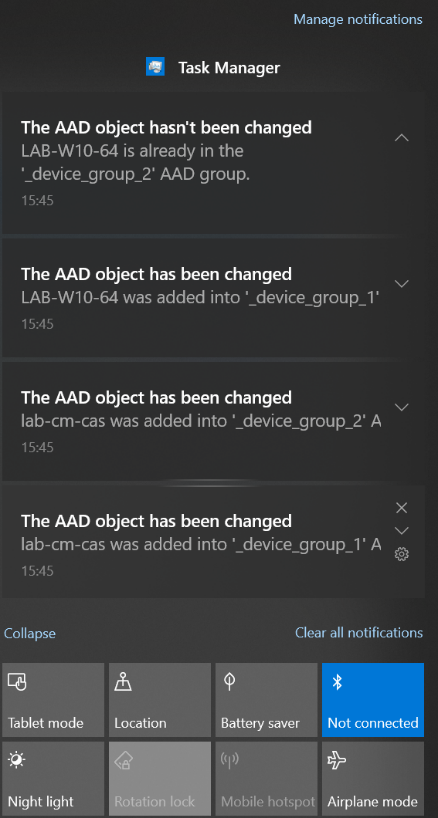 Manage notifications
Task Manager
The AAD object hasn't been changed
LAB-W10-64 is already in the
'_device_group_2' AAD group.
15:45
The AAD object has been changed
LAB-W10-64 was added into '_device_group_1'
15:45
The AAD object has been changed
lab-cm-cas was added into '_device_group_2' A
15:45
The AAD object has been changed
lab-cm-cas was added into '_device_group_1' A
15:45
Collapse
Clear all notifications
Tablet mode
Location
Battery saver
Not connected
Night light
Rotation lock
Mobile hotspot
Airplane mode